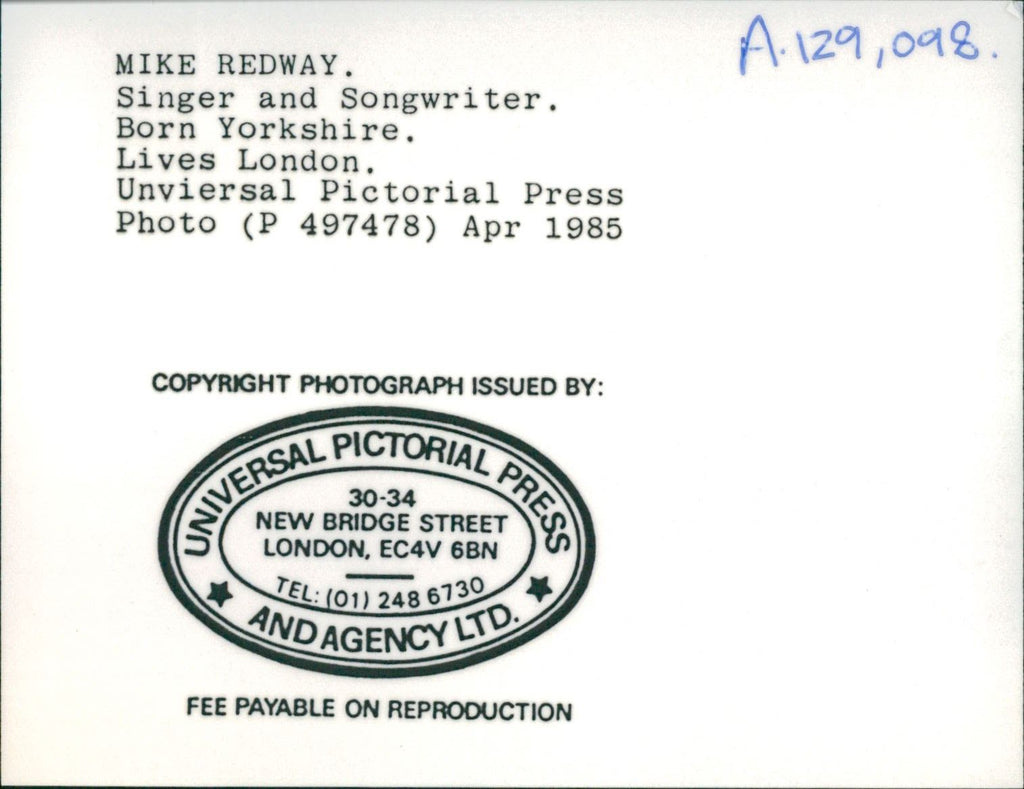 A.129,098.
MIKE REDWAY.
Singer and Songwriter.
Born Yorkshire.
Lives London.
Unviersal Pictorial Press
Photo (P 497478) Apr 1985
COPYRIGHT PHOTOGRAPH ISSUED BY:
UNIVERSAL PICTORIAL PRESS
30-34
NEW BRIDGE STREET
LONDON, EC4V 6BN
TEL: (01) 248 6730
AND AGENCY LTD.
FEE PAYABLE ON REPRODUCTION